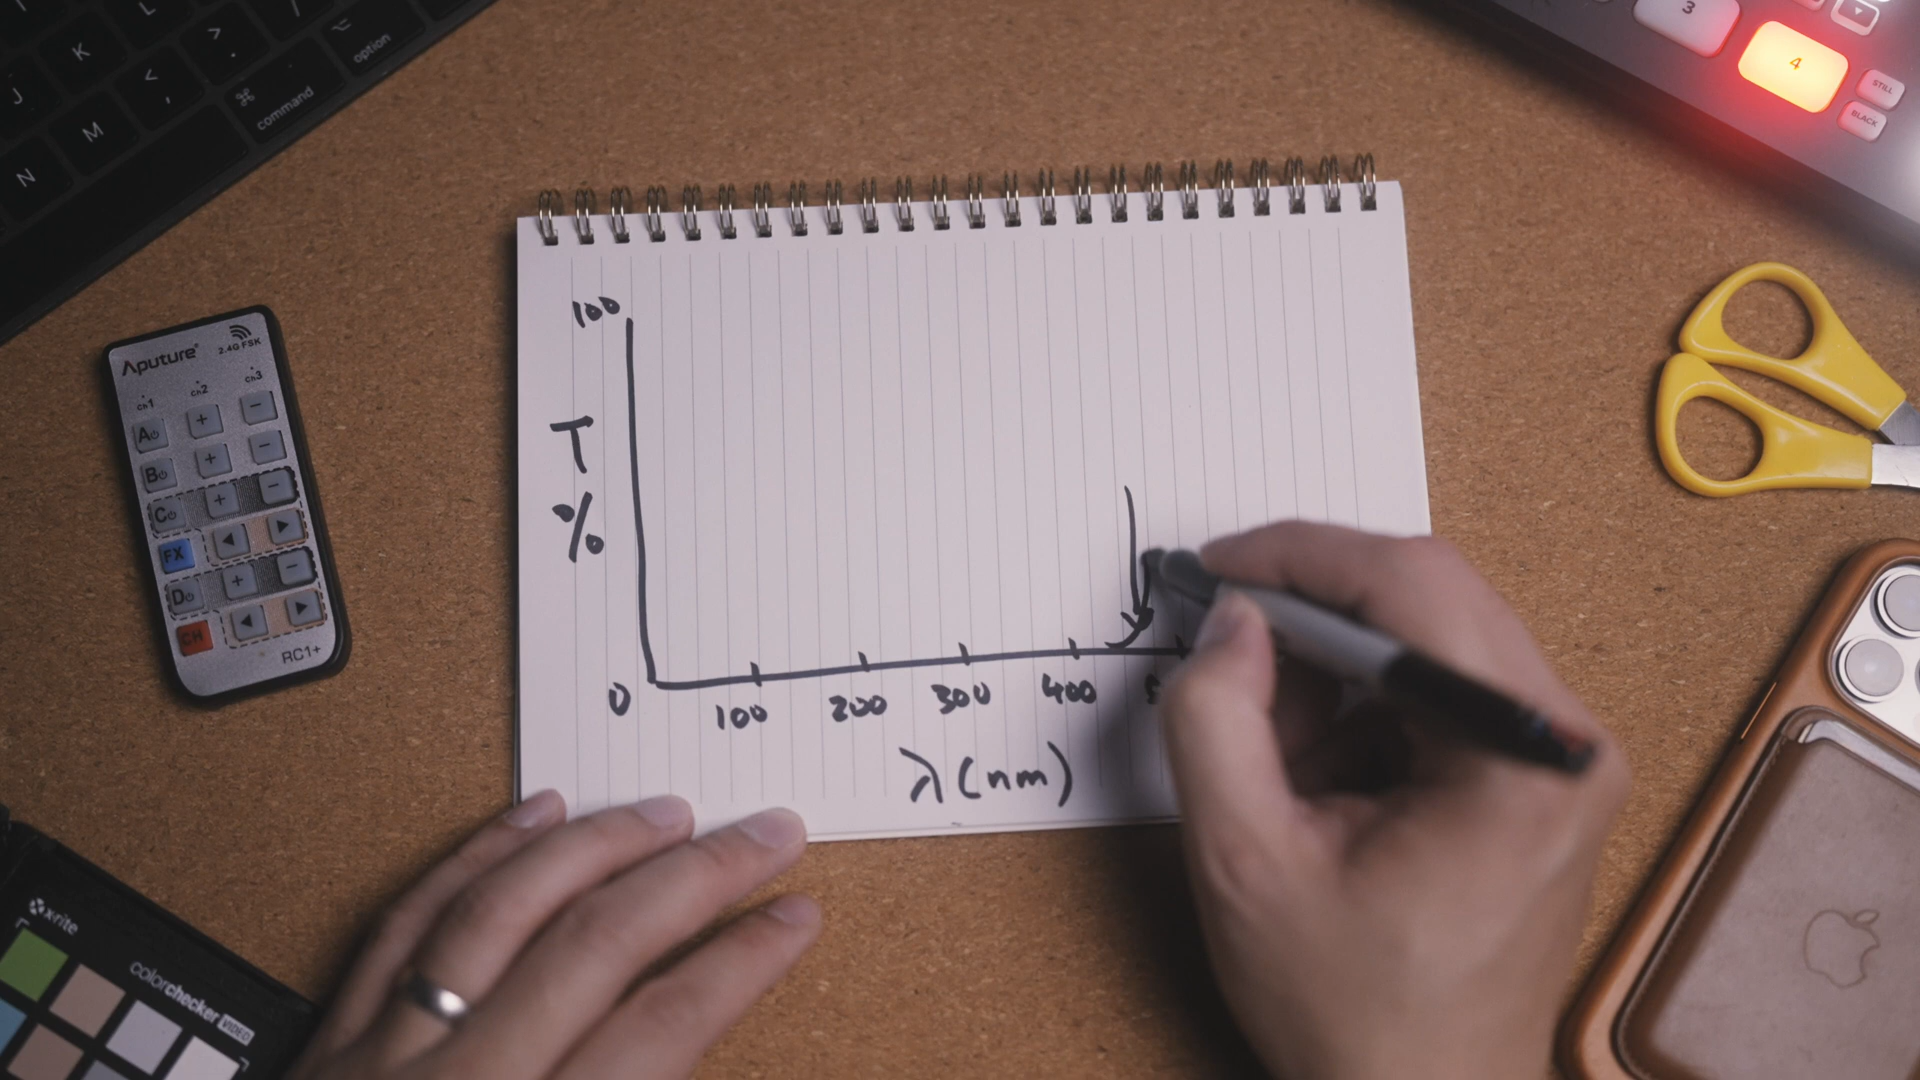 K
> .
/
⌥ option
J
< ,
⌘ command
M
N
3
4
STILL
BLACK
Aputure®
2.4G FSK
ch1 ch2 ch3
A + −
B + −
C + −
FX
D + −
CH
RC1+
100
T
%
0 100 200 300 400
λ (nm)
x·rite
colorchecker
VIDEO